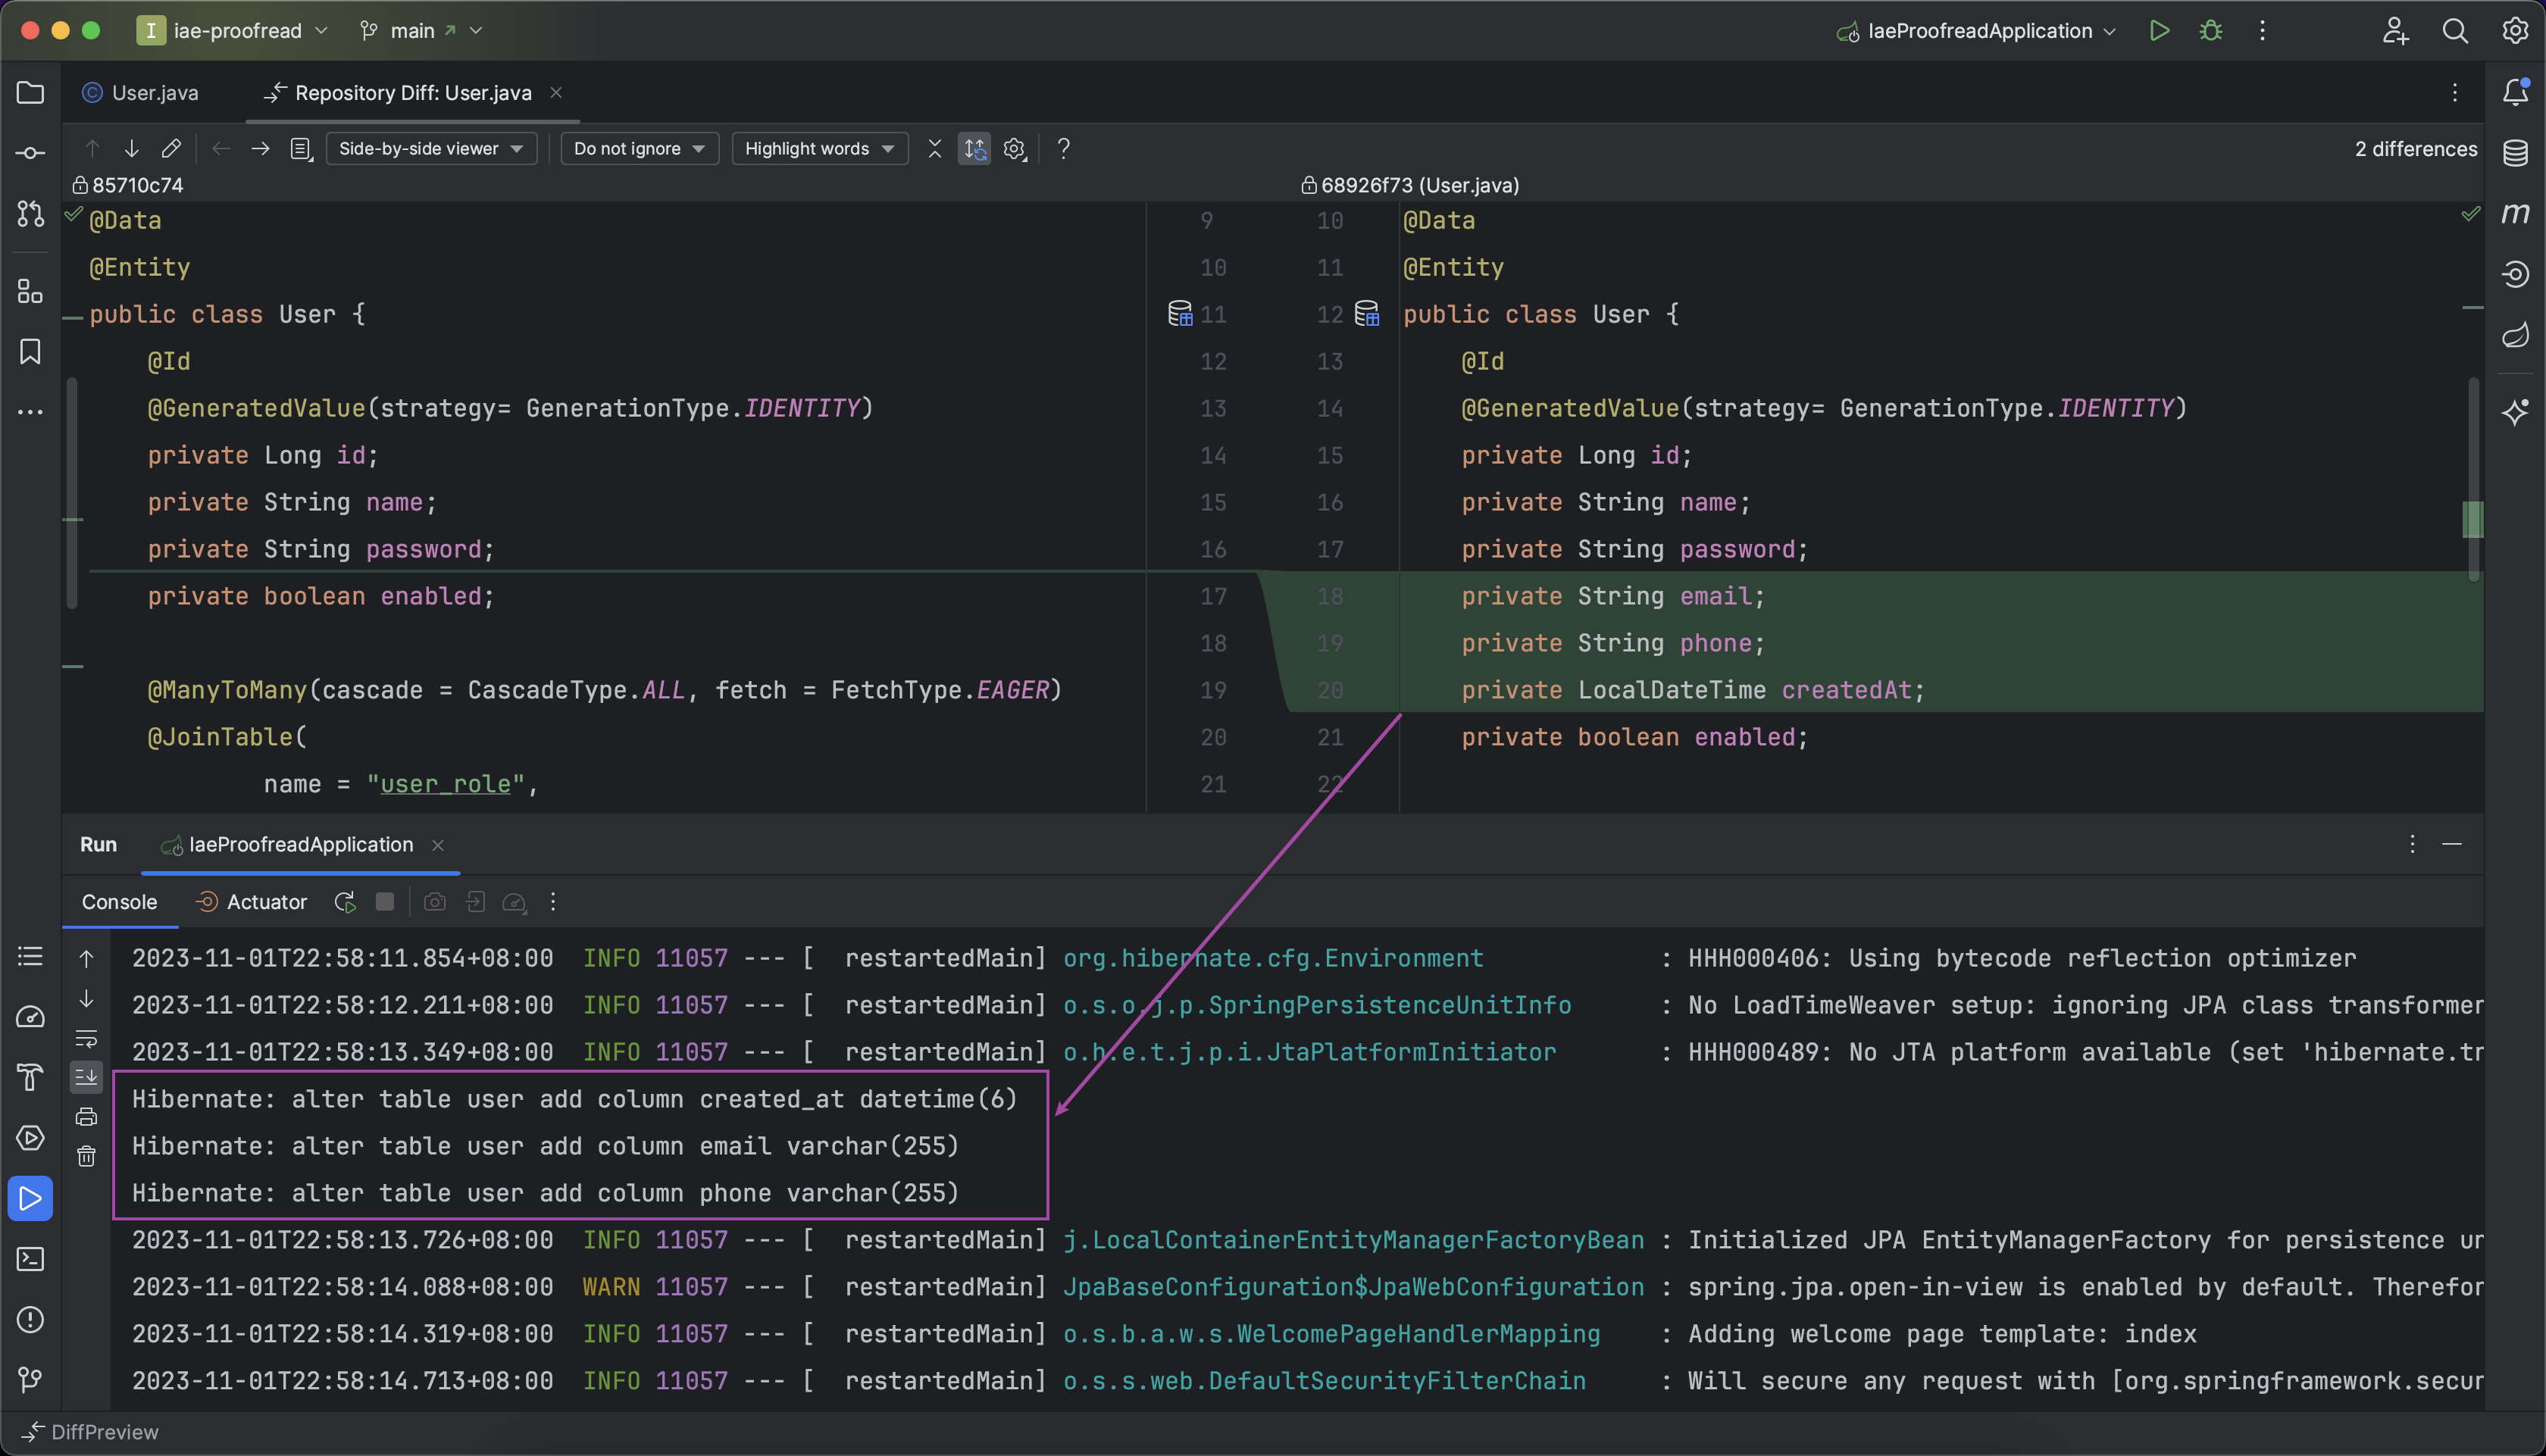 I iae-proofread main IaeProofreadApplication
User.java Repository Diff: User.java
Side-by-side viewer Do not ignore Highlight words ? 2 differences
85710c74 68926f73 (User.java)
@Data 9 10 @Data
@Entity 10 11 @Entity
public class User { 11 12 public class User {
@Id 12 13 @Id
@GeneratedValue(strategy= GenerationType.IDENTITY) 13 14 @GeneratedValue(strategy= GenerationType.IDENTITY)
private Long id; 14 15 private Long id;
private String name; 15 16 private String name;
private String password; 16 17 private String password;
private boolean enabled; 17 18 private String email;
18 19 private String phone;
@ManyToMany(cascade = CascadeType.ALL, fetch = FetchType.EAGER) 19 20 private LocalDateTime createdAt;
@JoinTable( 20 21 private boolean enabled;
name = "user_role", 21 22
Run IaeProofreadApplication
Console Actuator
2023-11-01T22:58:11.854+08:00 INFO 11057 --- [ restartedMain] org.hibernate.cfg.Environment : HHH000406: Using bytecode reflection optimizer
2023-11-01T22:58:12.211+08:00 INFO 11057 --- [ restartedMain] o.s.o.j.p.SpringPersistenceUnitInfo : No LoadTimeWeaver setup: ignoring JPA class transformer
2023-11-01T22:58:13.349+08:00 INFO 11057 --- [ restartedMain] o.h.e.t.j.p.i.JtaPlatformInitiator : HHH000489: No JTA platform available (set 'hibernate.tr
Hibernate: alter table user add column created_at datetime(6)
Hibernate: alter table user add column email varchar(255)
Hibernate: alter table user add column phone varchar(255)
2023-11-01T22:58:13.726+08:00 INFO 11057 --- [ restartedMain] j.LocalContainerEntityManagerFactoryBean : Initialized JPA EntityManagerFactory for persistence ur
2023-11-01T22:58:14.088+08:00 WARN 11057 --- [ restartedMain] JpaBaseConfiguration$JpaWebConfiguration : spring.jpa.open-in-view is enabled by default. Therefor
2023-11-01T22:58:14.319+08:00 INFO 11057 --- [ restartedMain] o.s.b.a.w.s.WelcomePageHandlerMapping : Adding welcome page template: index
2023-11-01T22:58:14.713+08:00 INFO 11057 --- [ restartedMain] o.s.s.web.DefaultSecurityFilterChain : Will secure any request with [org.springframework.secur
DiffPreview